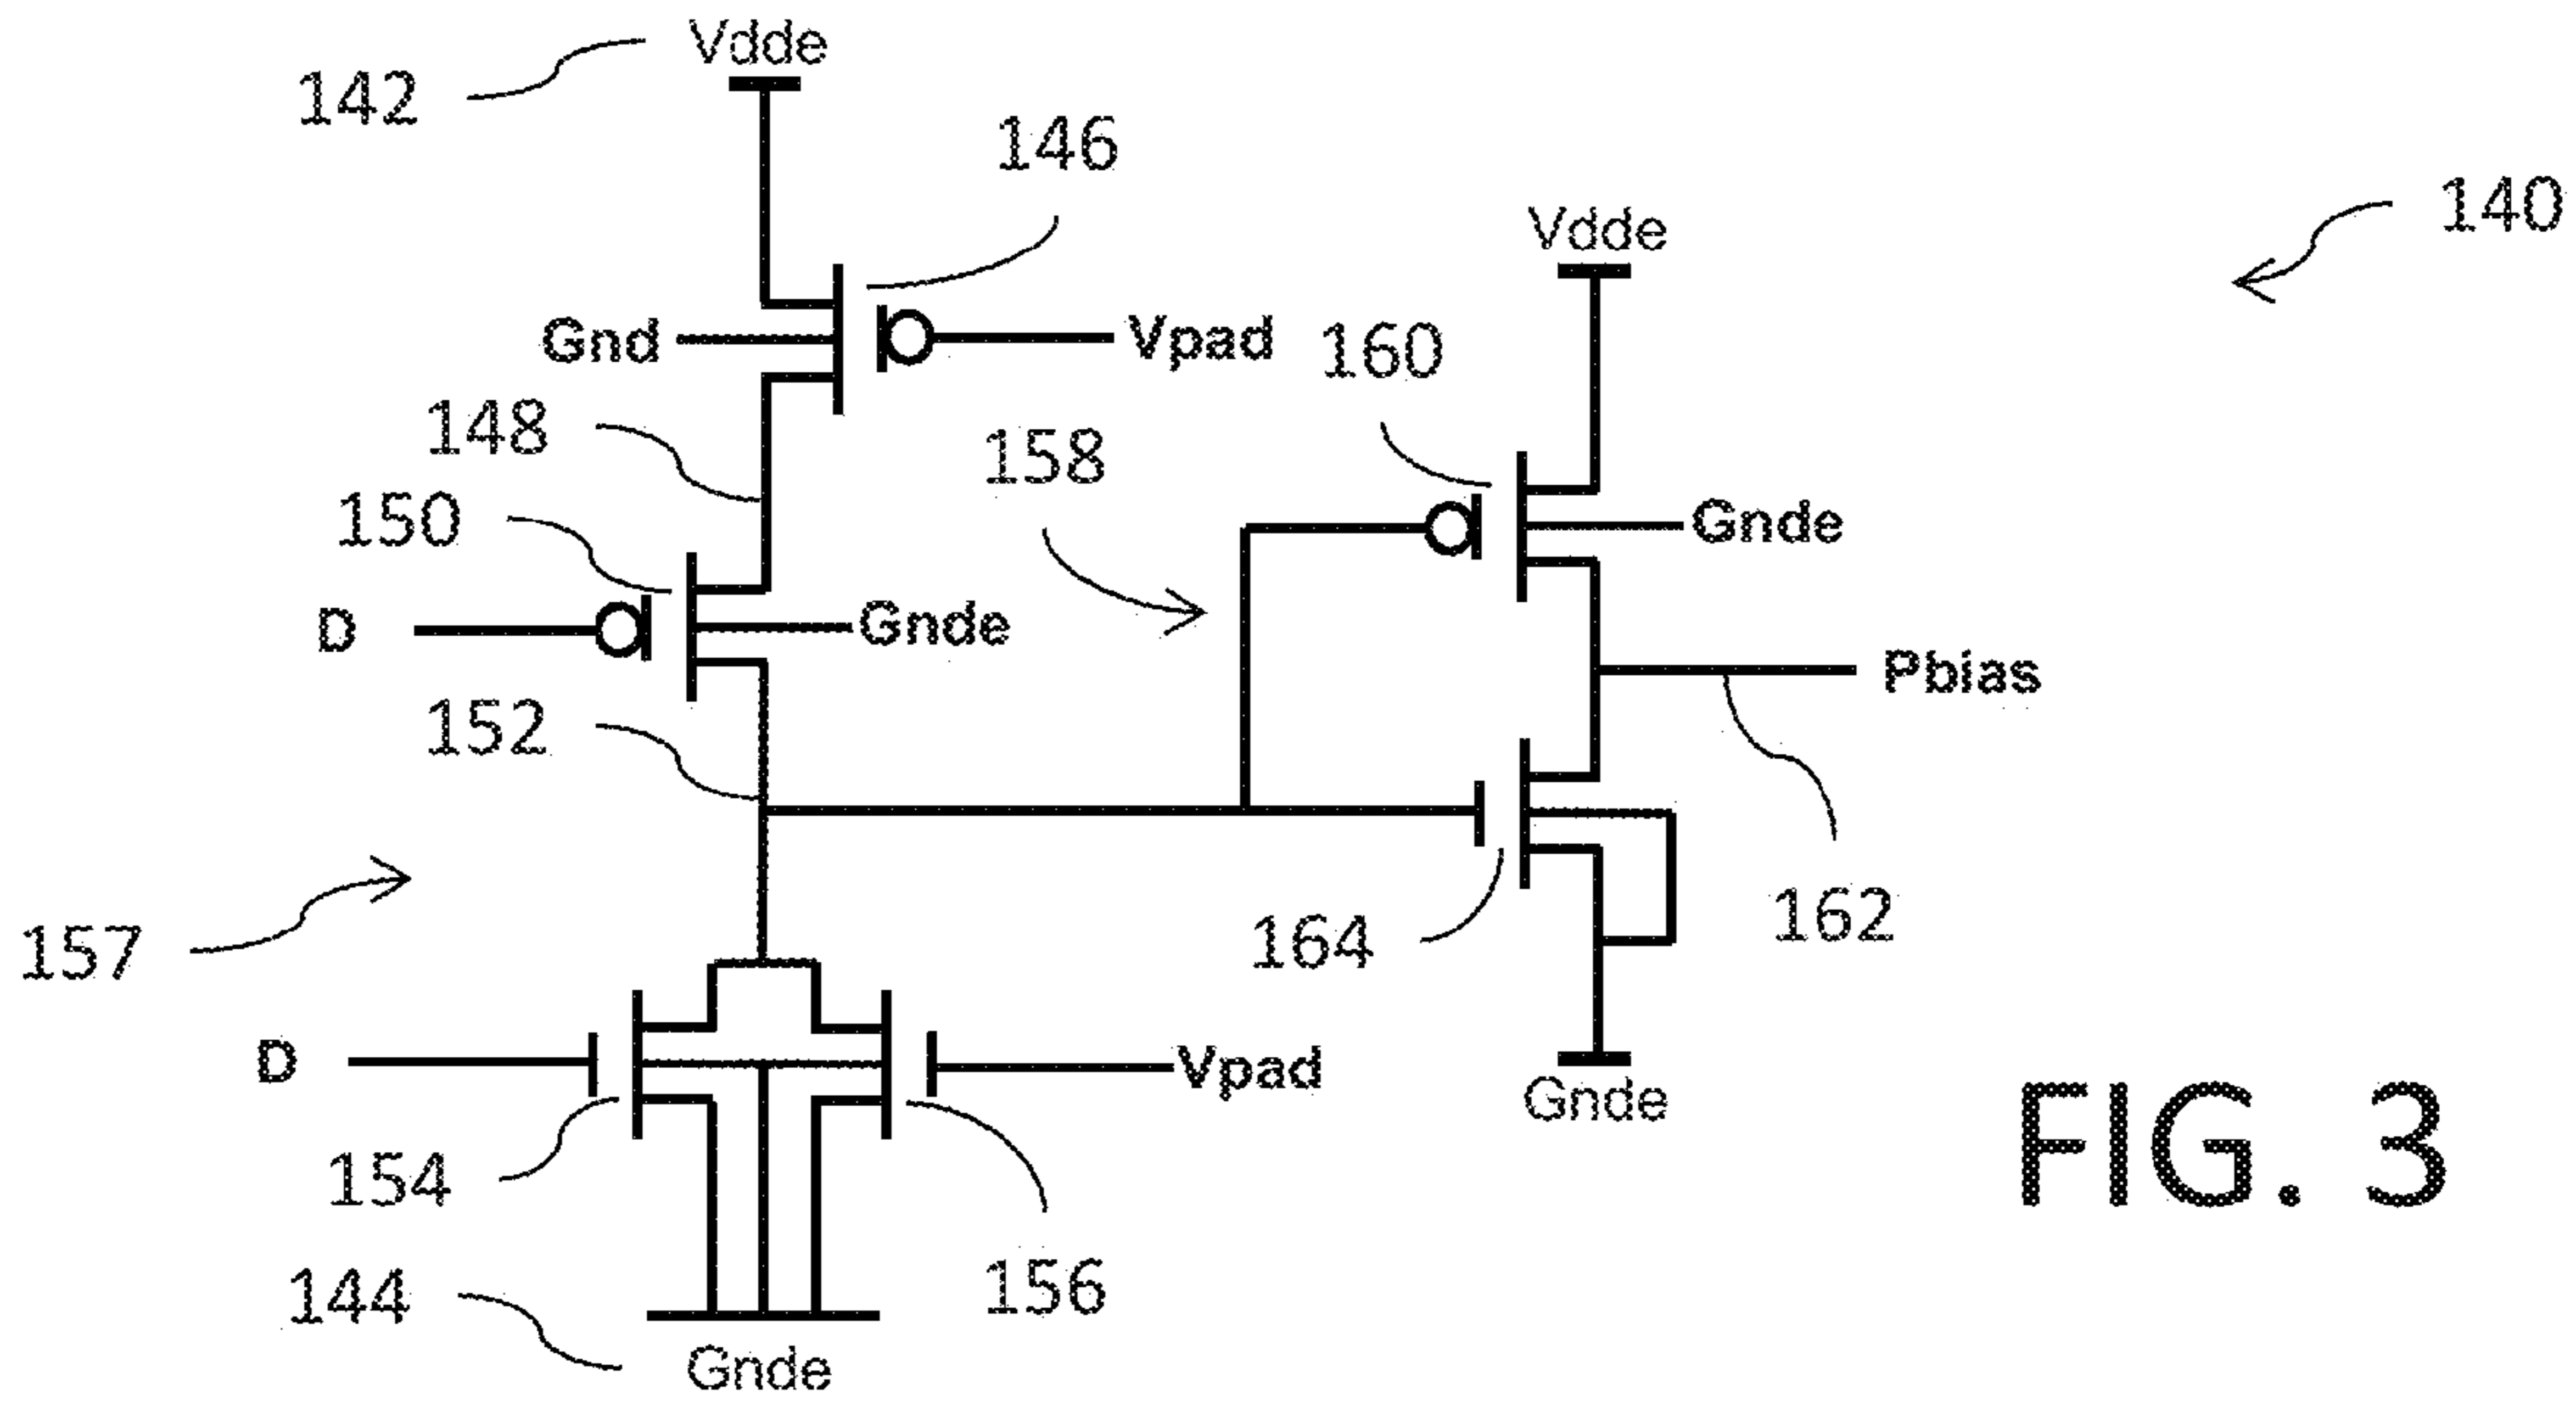 Vdde
142
146
140
Vdde
Gnd
Vpad
160
148
158
150
Gnde
D
Gnde
Pbias
152
157
164
162
D
Vpad
Gnde
154
FIG. 3
156
144
Gnde